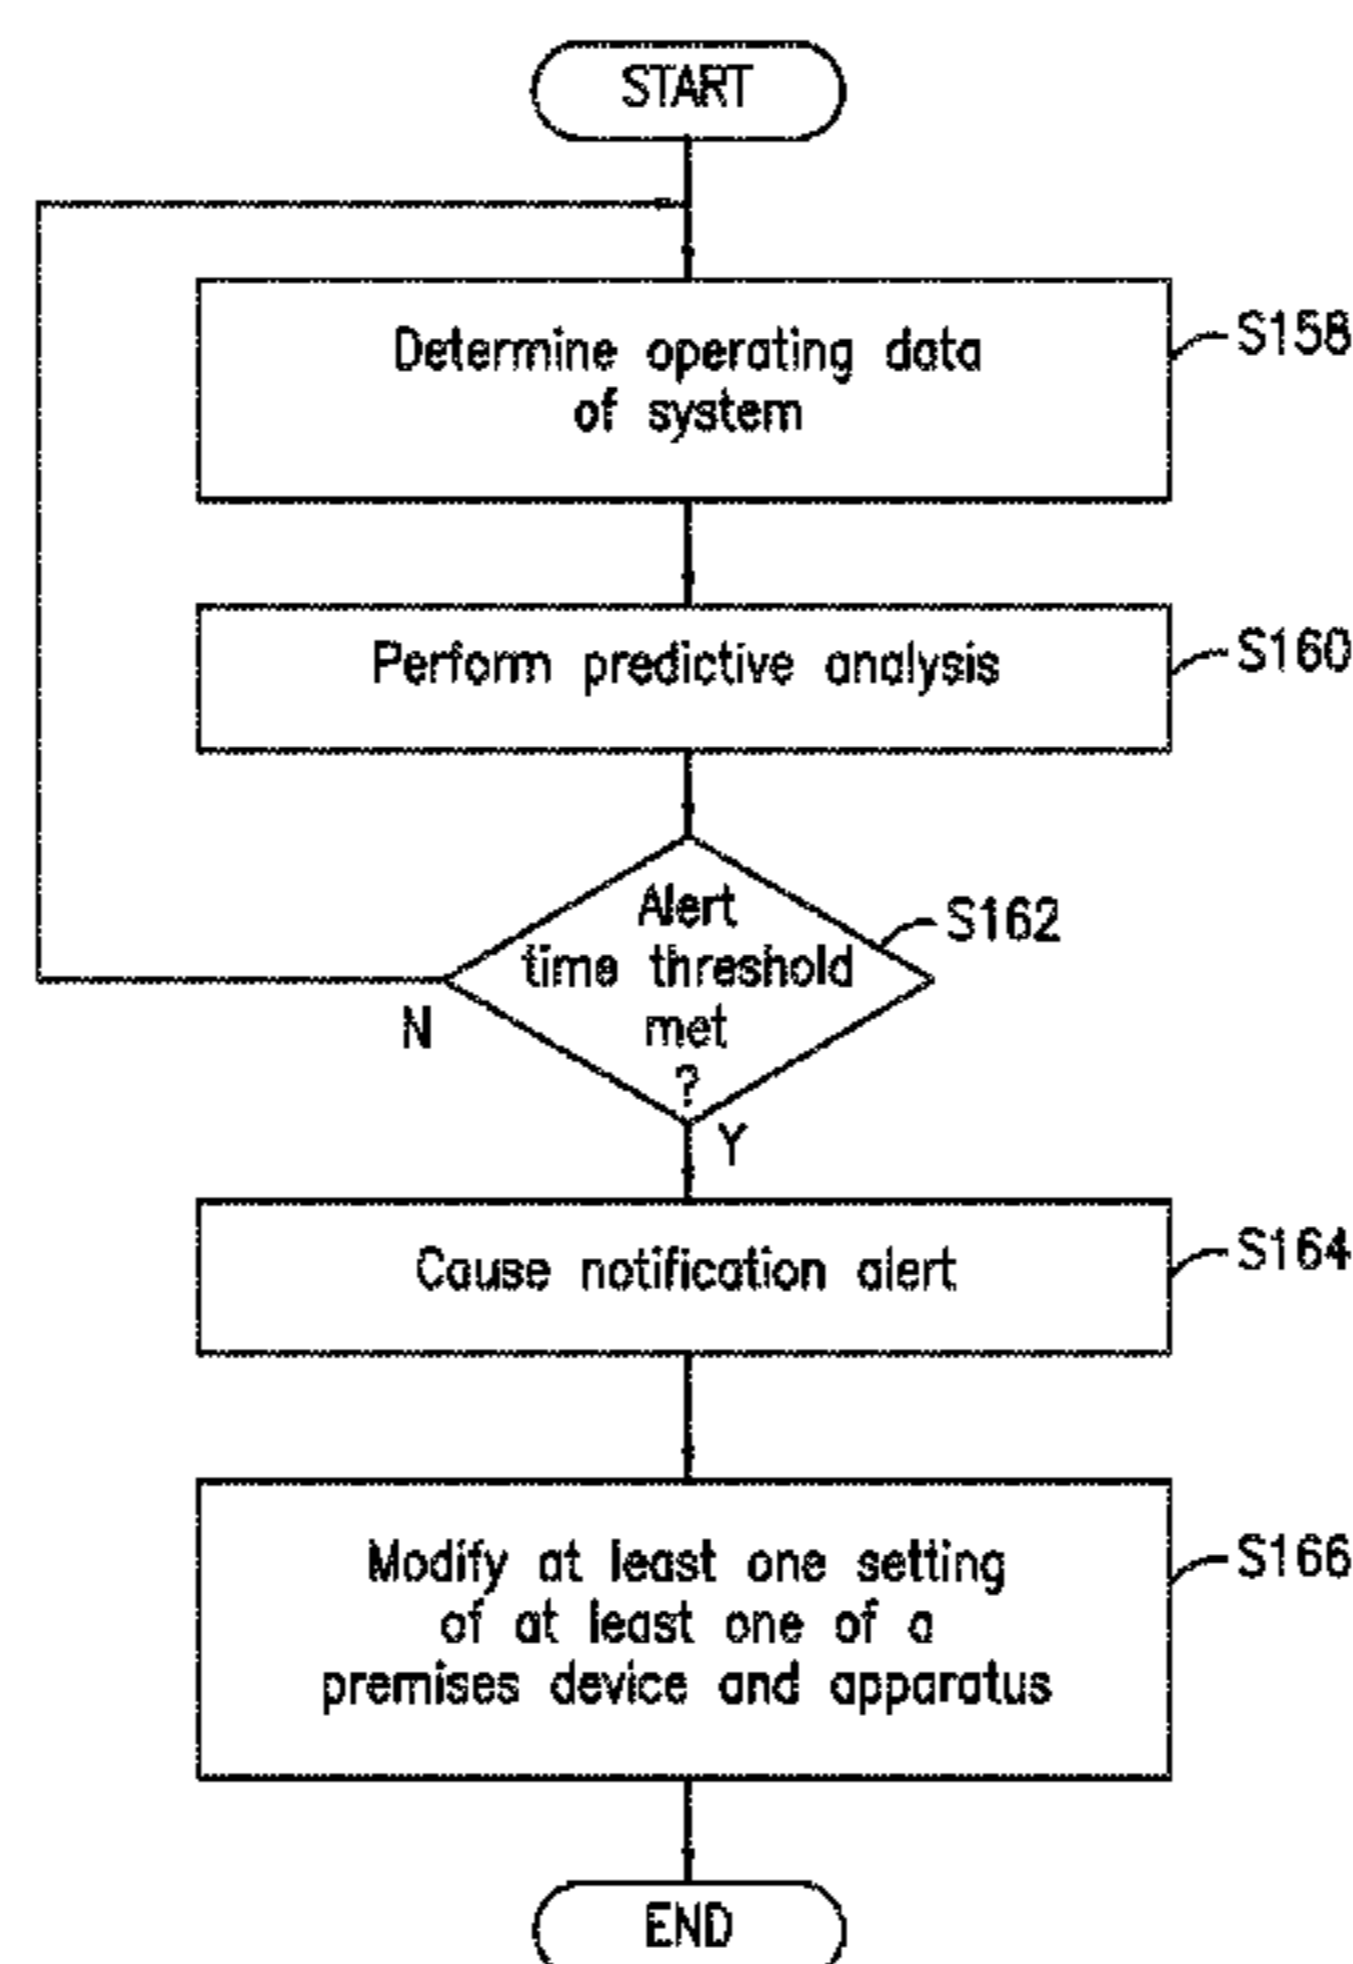 START
Determine operating data
of system
S158
Perform predictive analysis
S160
Alert
time threshold
met
?
S162
N
Y
Cause notification alert
S164
Modify at least one setting
of at least one of a
premises device and apparatus
S166
END